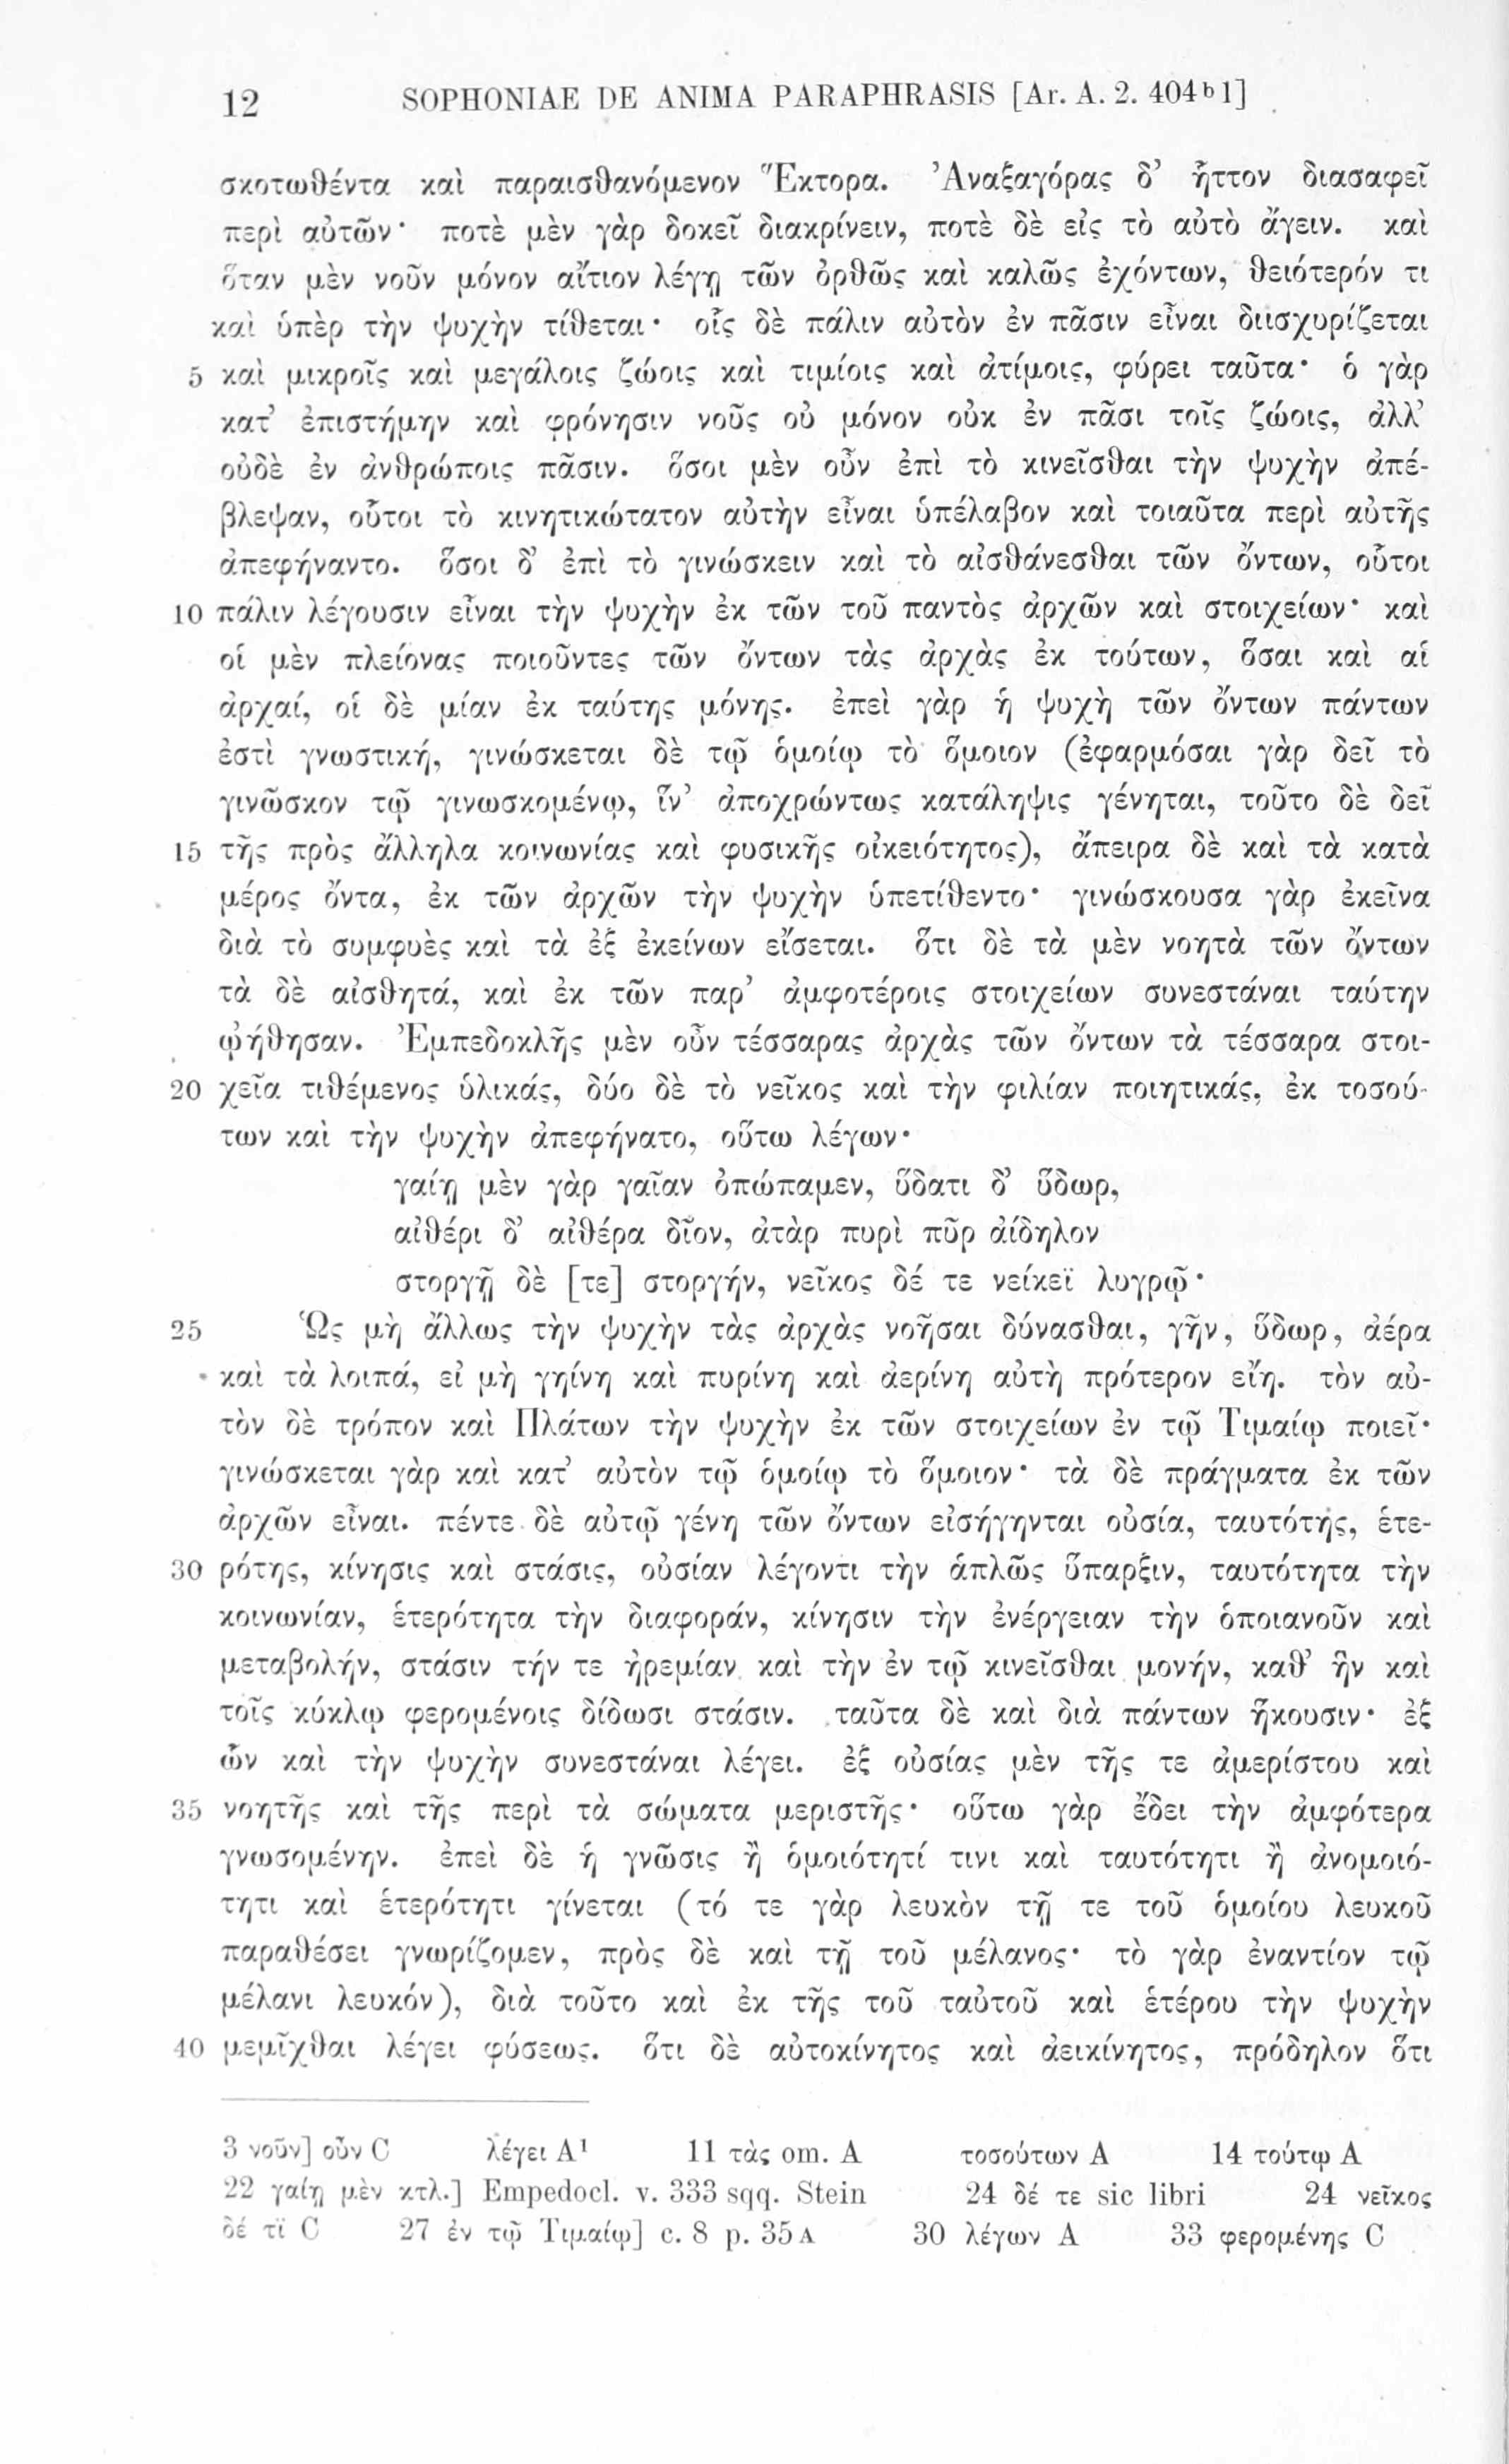 12 SOPHONIAE DE ANIMA PARAPHRASIS [Ar. A. 2. 404ᵇ1]
σκοτωθέντα καὶ παραισθανόμενον Ἕκτορα. Ἀναξαγόρας δ’ ἧττον διασαφεῖ
περὶ αὐτῶν· ποτὲ μὲν γὰρ δοκεῖ διακρίνειν, ποτὲ δὲ εἰς τὸ αὐτὸ ἄγειν. καὶ
ὅταν μὲν νοῦν μόνον αἴτιον λέγῃ τῶν ὀρθῶς καὶ καλῶς ἐχόντων, θειότερόν τι
καὶ ὑπὲρ τὴν ψυχὴν τίθεται· οἷς δὲ πάλιν αὐτὸν ἐν πᾶσιν εἶναι διισχυρίζεται
5 καὶ μικροῖς καὶ μεγάλοις ζώοις καὶ τιμίοις καὶ ἀτίμοις, φύρει ταῦτα· ὁ γὰρ
κατ’ ἐπιστήμην καὶ φρόνησιν νοῦς οὐ μόνον οὐκ ἐν πᾶσι τοῖς ζώοις, ἀλλ’
οὐδὲ ἐν ἀνθρώποις πᾶσιν. ὅσοι μὲν οὖν ἐπὶ τὸ κινεῖσθαι τὴν ψυχὴν ἀπέ-
βλεψαν, οὗτοι τὸ κινητικώτατον αὐτὴν εἶναι ὑπέλαβον καὶ τοιαῦτα περὶ αὐτῆς
ἀπεφήναντο. ὅσοι δ’ ἐπὶ τὸ γινώσκειν καὶ τὸ αἰσθάνεσθαι τῶν ὄντων, οὗτοι
10 πάλιν λέγουσιν εἶναι τὴν ψυχὴν ἐκ τῶν τοῦ παντὸς ἀρχῶν καὶ στοιχείων· καὶ
οἱ μὲν πλείονας ποιοῦντες τῶν ὄντων τὰς ἀρχὰς ἐκ τούτων, ὅσαι καὶ αἱ
ἀρχαί, οἱ δὲ μίαν ἐκ ταύτης μόνης. ἐπεὶ γὰρ ἡ ψυχὴ τῶν ὄντων πάντων
ἐστὶ γνωστική, γινώσκεται δὲ τῷ ὁμοίῳ τὸ ὅμοιον (ἐφαρμόσαι γὰρ δεῖ τὸ
γινῶσκον τῷ γινωσκομένῳ, ἵν’ ἀποχρώντως κατάληψις γένηται, τοῦτο δὲ δεῖ
15 τῆς πρὸς ἄλληλα κοινωνίας καὶ φυσικῆς οἰκειότητος), ἄπειρα δὲ καὶ τὰ κατὰ
μέρος ὄντα, ἐκ τῶν ἀρχῶν τὴν ψυχὴν ὑπετίθεντο· γινώσκουσα γὰρ ἐκεῖνα
διὰ τὸ συμφυὲς καὶ τὰ ἐξ ἐκείνων εἴσεται. ὅτι δὲ τὰ μὲν νοητὰ τῶν ὄντων
τὰ δὲ αἰσθητά, καὶ ἐκ τῶν παρ’ ἀμφοτέροις στοιχείων συνεστάναι ταύτην
ᾠήθησαν. Ἐμπεδοκλῆς μὲν οὖν τέσσαρας ἀρχὰς τῶν ὄντων τὰ τέσσαρα στοι-
20 χεῖα τιθέμενος ὑλικάς, δύο δὲ τὸ νεῖκος καὶ τὴν φιλίαν ποιητικάς, ἐκ τοσού-
των καὶ τὴν ψυχὴν ἀπεφήνατο, οὕτω λέγων·
γαίῃ μὲν γὰρ γαῖαν ὀπώπαμεν, ὕδατι δ’ ὕδωρ,
αἰθέρι δ’ αἰθέρα δῖον, ἀτὰρ πυρὶ πῦρ ἀίδηλον
στοργῇ δὲ [τε] στοργήν, νεῖκος δέ τε νείκεϊ λυγρῷ·
25 Ὡς μὴ ἄλλως τὴν ψυχὴν τὰς ἀρχὰς νοῆσαι δύνασθαι, γῆν, ὕδωρ, ἀέρα
καὶ τὰ λοιπά, εἰ μὴ γηίνη καὶ πυρίνη καὶ ἀερίνη αὐτὴ πρότερον εἴη. τὸν αὐ-
τὸν δὲ τρόπον καὶ Πλάτων τὴν ψυχὴν ἐκ τῶν στοιχείων ἐν τῷ Τιμαίῳ ποιεῖ·
γινώσκεται γὰρ καὶ κατ’ αὐτὸν τῷ ὁμοίῳ τὸ ὅμοιον· τὰ δὲ πράγματα ἐκ τῶν
ἀρχῶν εἶναι. πέντε δὲ αὐτῷ γένη τῶν ὄντων εἰσήγηνται οὐσία, ταυτότης, ἑτε-
30 ρότης, κίνησις καὶ στάσις, οὐσίαν λέγοντι τὴν ἁπλῶς ὕπαρξιν, ταυτότητα τὴν
κοινωνίαν, ἑτερότητα τὴν διαφοράν, κίνησιν τὴν ἐνέργειαν τὴν ὁποιανοῦν καὶ
μεταβολήν, στάσιν τήν τε ἠρεμίαν καὶ τὴν ἐν τῷ κινεῖσθαι μονήν, καθ’ ἣν καὶ
τοῖς κύκλῳ φερομένοις δίδωσι στάσιν. ταῦτα δὲ καὶ διὰ πάντων ἥκουσιν· ἐξ
ὧν καὶ τὴν ψυχὴν συνεστάναι λέγει. ἐξ οὐσίας μὲν τῆς τε ἀμερίστου καὶ
35 νοητῆς καὶ τῆς περὶ τὰ σώματα μεριστῆς· οὕτω γὰρ ἔδει τὴν ἀμφότερα
γνωσομένην. ἐπεὶ δὲ ἡ γνῶσις ἢ ὁμοιότητί τινι καὶ ταυτότητι ἢ ἀνομοιό-
τητι καὶ ἑτερότητι γίνεται (τό τε γὰρ λευκὸν τῇ τε τοῦ ὁμοίου λευκοῦ
παραθέσει γνωρίζομεν, πρὸς δὲ καὶ τῇ τοῦ μέλανος· τὸ γὰρ ἐναντίον τῷ
μέλανι λευκόν), διὰ τοῦτο καὶ ἐκ τῆς τοῦ ταὐτοῦ καὶ ἑτέρου τὴν ψυχὴν
40 μεμῖχθαι λέγει φύσεως. ὅτι δὲ αὐτοκίνητος καὶ ἀεικίνητος, πρόδηλον ὅτι
3 νοῦν] οὖν C λέγει A¹ 11 τὰς om. A τοσούτων A 14 τούτῳ A
22 γαίῃ μὲν κτλ.] Empedocl. v. 333 sqq. Stein 24 δέ τε sic libri 24 νεῖκος
δέ τῒ C 27 ἐν τῷ Τιμαίῳ] c. 8 p. 35 A 30 λέγων A 33 φερομένης C